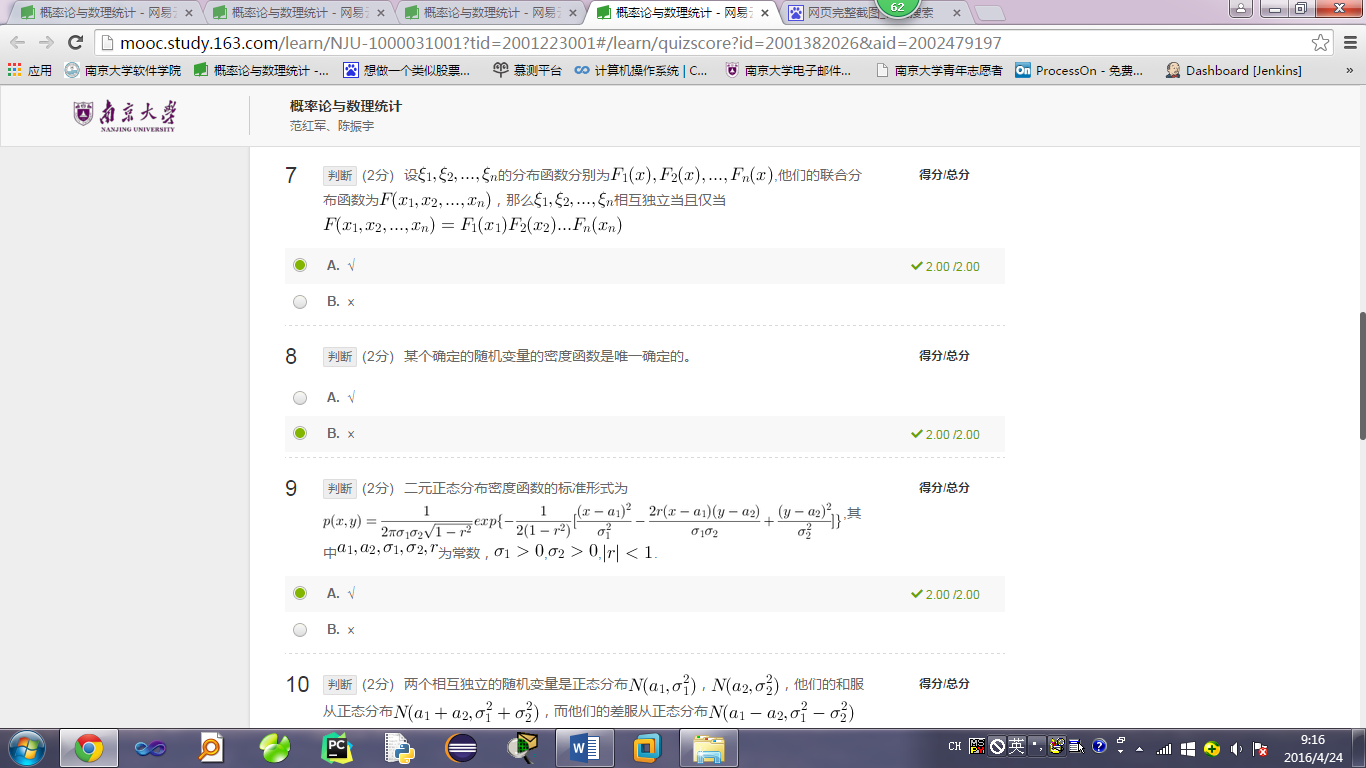 概率论与数理统计 - 网易云 概率论与数理统计 - 网易云 概率论与数理统计 - 网易云 概率论与数理统计 - 网易云 网页完整截图 搜索
62
mooc.study.163.com/learn/NJU-1000031001?tid=2001223001#/learn/quizscore?id=2001382026&aid=2002479197
应用 南京大学软件学院 概率论与数理统计 -... 想做一个类似股票... 慕测平台 计算机操作系统 | C... 南京大学电子邮件... 南京大学青年志愿者 ProcessOn - 免费... Dashboard [Jenkins] »
南京大学
NANJING UNIVERSITY
概率论与数理统计
范红军、陈振宇
7 判断 (2分) 设ξ₁,ξ₂,...,ξₙ的分布函数分别为F₁(x),F₂(x),...,Fₙ(x),他们的联合分 得分/总分
布函数为F(x₁,x₂,...,xₙ)，那么ξ₁,ξ₂,...,ξₙ相互独立当且仅当
F(x₁,x₂,...,xₙ) = F₁(x₁)F₂(x₂)...Fₙ(xₙ)
A. √ 2.00 /2.00
B. x
8 判断 (2分) 某个确定的随机变量的密度函数是唯一确定的。 得分/总分
A. √
B. x 2.00 /2.00
9 判断 (2分) 二元正态分布密度函数的标准形式为 得分/总分
p(x,y) = 1/(2πσ₁σ₂√(1−r²)) exp{−1/(2(1−r²))[(x−a₁)²/σ₁² − 2r(x−a₁)(y−a₂)/(σ₁σ₂) + (y−a₂)²/σ₂²]},其
中a₁,a₂,σ₁,σ₂,r为常数，σ₁ > 0,σ₂ > 0,|r| < 1.
A. √ 2.00 /2.00
B. x
10 判断 (2分) 两个相互独立的随机变量是正态分布N(a₁,σ₁²)，N(a₂,σ₂²)，他们的和服 得分/总分
从正态分布N(a₁ + a₂,σ₁² + σ₂²)，而他们的差服从正态分布N(a₁ − a₂,σ₁² − σ₂²)
CH 英 9:16
2016/4/24